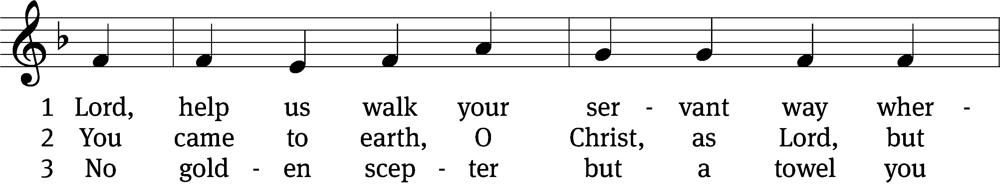 1 Lord, help us walk your ser - vant way wher -
2 You came to earth, O Christ, as Lord, but
3 No gold - en scep - ter but a towel you